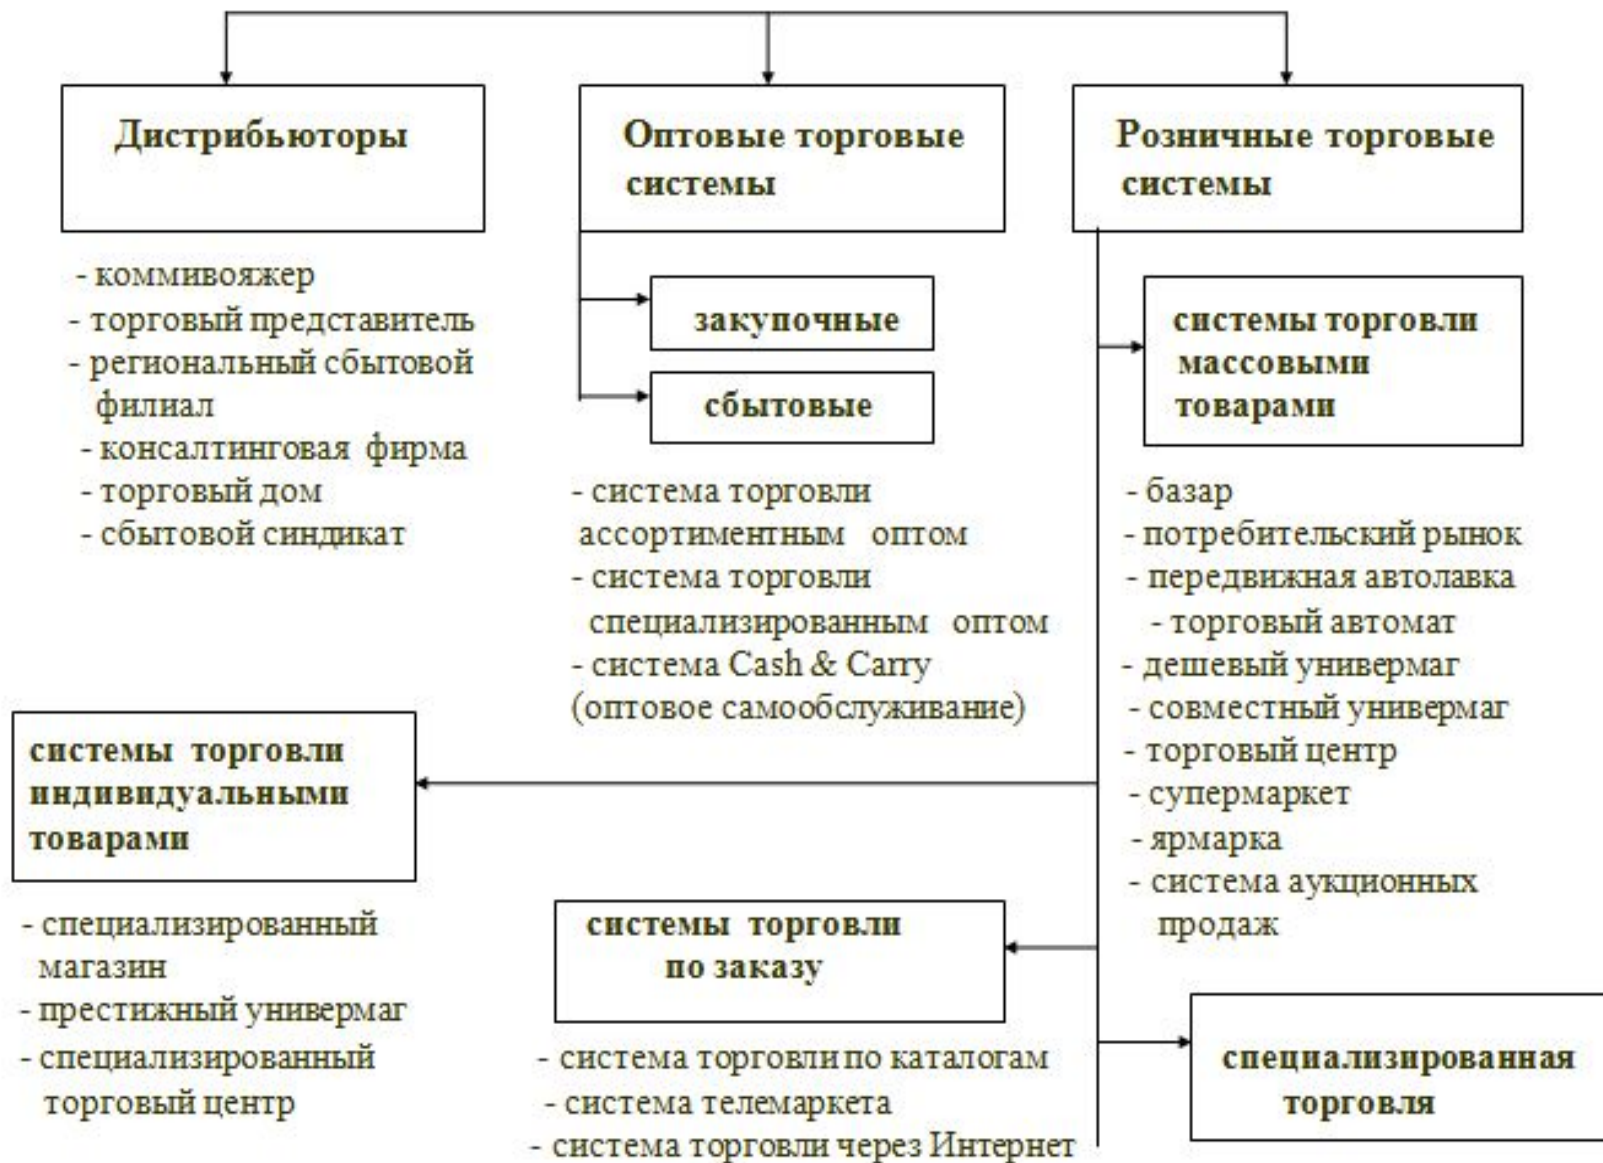 Дистрибьюторы
- коммивояжер
- торговый представитель
- региональный сбытовой
филиал
- консалтинговая фирма
- торговый дом
- сбытовой синдикат
Оптовые торговые
системы
закупочные
сбытовые
- система торговли
ассортиментным оптом
- система торговли
специализированным оптом
- система Cash & Carry
(оптовое самообслуживание)
Розничные торговые
системы
системы торговли
массовыми
товарами
- базар
- потребительский рынок
- передвижная автолавка
- торговый автомат
- дешевый универмаг
- совместный универмаг
- торговый центр
- супермаркет
- ярмарка
- система аукционных
продаж
системы торговли
индивидуальными
товарами
- специализированный
магазин
- престижный универмаг
- специализированный
торговый центр
системы торговли
по заказу
- система торговли по каталогам
- система телемаркета
- система торговли через Интернет
специализированная
торговля